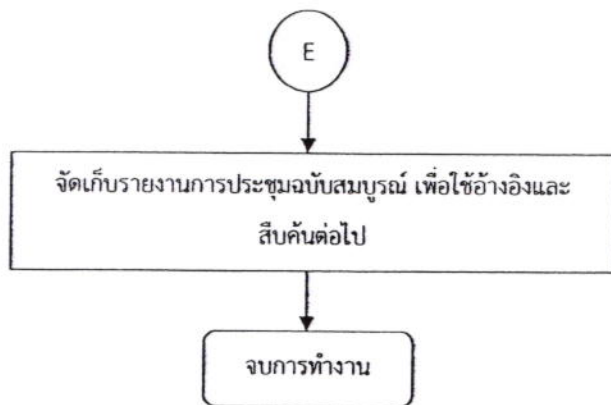 E
จัดเก็บรายงานการประชุมฉบับสมบูรณ์ เพื่อใช้อ้างอิงและ
สืบค้นต่อไป
จบการทำงาน